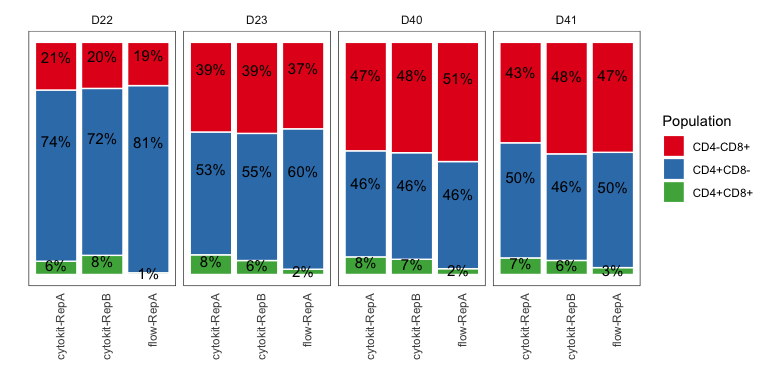 D22 D23 D40 D41
21% 20% 19% 39% 39% 37% 47% 48% 51% 43% 48% 47%
74% 72% 81% 53% 55% 60% 46% 46% 46% 50% 46% 50%
6% 8% 1% 8% 6% 2% 8% 7% 2% 7% 6% 3%
cytokit-RepA cytokit-RepB flow-RepA cytokit-RepA cytokit-RepB flow-RepA cytokit-RepA cytokit-RepB flow-RepA cytokit-RepA cytokit-RepB flow-RepA
Population
CD4-CD8+
CD4+CD8-
CD4+CD8+